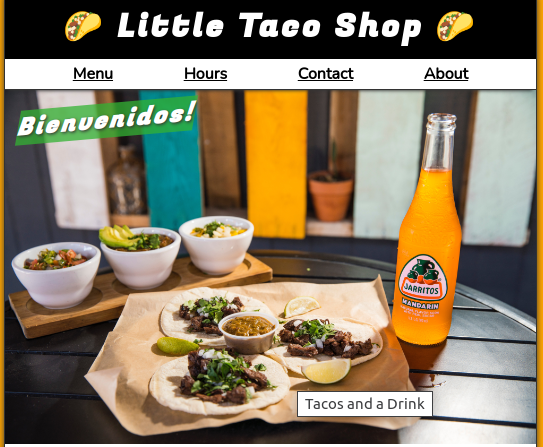 Little Taco Shop
Menu Hours Contact About
Bienvenidos!
JARRITOS
MANDARIN
Tacos and a Drink